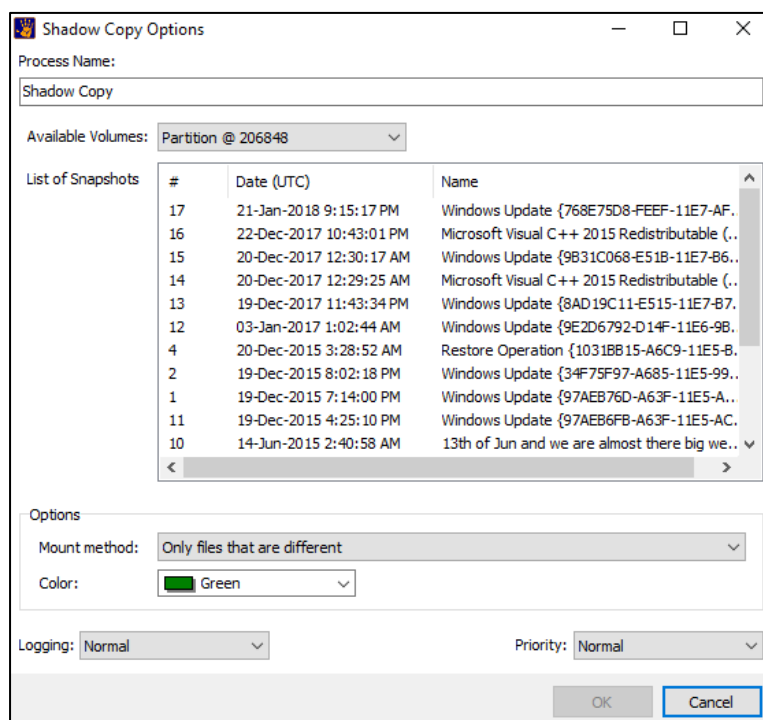 Shadow Copy Options
Process Name:
Shadow Copy
Available Volumes: Partition @ 206848
List of Snapshots
# Date (UTC) Name
17 21-Jan-2018 9:15:17 PM Windows Update {768E75D8-FEEF-11E7-AF..
16 22-Dec-2017 10:43:01 PM Microsoft Visual C++ 2015 Redistributable (..
15 20-Dec-2017 12:30:17 AM Windows Update {9B31C068-E51B-11E7-B6..
14 20-Dec-2017 12:29:25 AM Microsoft Visual C++ 2015 Redistributable (..
13 19-Dec-2017 11:43:34 PM Windows Update {8AD19C11-E515-11E7-B7..
12 03-Jan-2017 1:02:44 AM Windows Update {9E2D6792-D14F-11E6-9B..
4 20-Dec-2015 3:28:52 AM Restore Operation {1031BB15-A6C9-11E5-B..
2 19-Dec-2015 8:02:18 PM Windows Update {34F75F97-A685-11E5-99..
1 19-Dec-2015 7:14:00 PM Windows Update {97AEB76D-A63F-11E5-A...
11 19-Dec-2015 4:25:10 PM Windows Update {97AEB6FB-A63F-11E5-AC..
10 14-Jun-2015 2:40:58 AM 13th of Jun and we are almost there big we..
Options
Mount method: Only files that are different
Color: Green
Logging: Normal Priority: Normal
OK Cancel